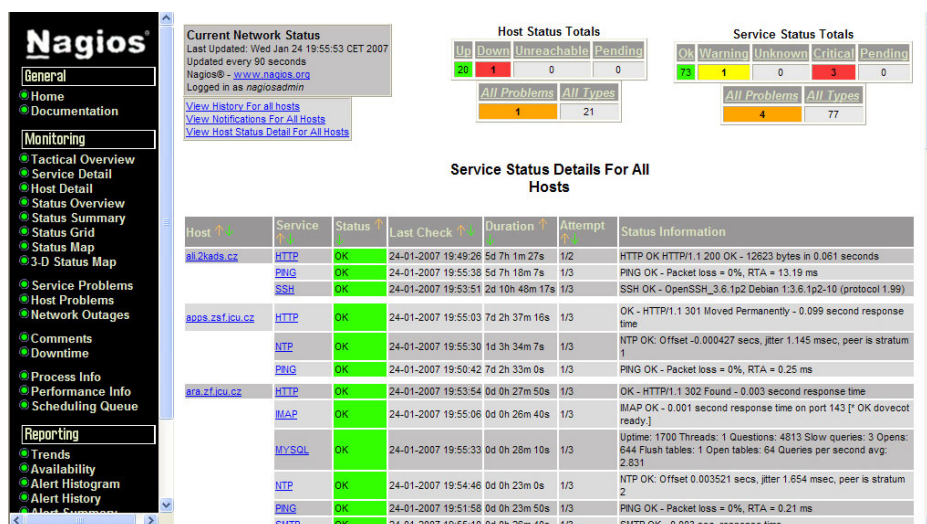 Nagios®
General
Home
Documentation
Monitoring
Tactical Overview
Service Detail
Host Detail
Status Overview
Status Summary
Status Grid
Status Map
3-D Status Map
Service Problems
Host Problems
Network Outages
Comments
Downtime
Process Info
Performance Info
Scheduling Queue
Reporting
Trends
Availability
Alert Histogram
Alert History
Alert Summary
Current Network Status
Last Updated: Wed Jan 24 19:55:53 CET 2007
Updated every 90 seconds
Nagios® - www.nagios.org
Logged in as nagiosadmin
View History For all hosts
View Notifications For All Hosts
View Host Status Detail For All Hosts
Host Status Totals
Up Down Unreachable Pending
20 1 0 0
All Problems All Types
1 21
Service Status Totals
Ok Warning Unknown Critical Pending
73 1 0 3 0
All Problems All Types
4 77
Service Status Details For All
Hosts
Host Service Status Last Check Duration Attempt Status Information
ali.2kads.cz HTTP OK 24-01-2007 19:49:26 5d 7h 1m 27s 1/2 HTTP OK HTTP/1.1 200 OK - 12623 bytes in 0.061 seconds
PING OK 24-01-2007 19:55:38 5d 7h 18m 7s 1/3 PING OK - Packet loss = 0%, RTA = 13.19 ms
SSH OK 24-01-2007 19:53:51 2d 10h 48m 17s 1/3 SSH OK - OpenSSH_3.6.1p2 Debian 1:3.6.1p2-10 (protocol 1.99)
apps.zsf.jcu.cz HTTP OK 24-01-2007 19:55:03 7d 2h 37m 16s 1/3 OK - HTTP/1.1 301 Moved Permanently - 0.099 second response
time
NTP OK 24-01-2007 19:55:30 1d 3h 34m 7s 1/3 NTP OK: Offset -0.000427 secs, jitter 1.145 msec, peer is stratum
1
PING OK 24-01-2007 19:50:42 7d 2h 33m 0s 1/3 PING OK - Packet loss = 0%, RTA = 0.25 ms
ara.zf.jcu.cz HTTP OK 24-01-2007 19:53:54 0d 0h 27m 50s 1/3 OK - HTTP/1.1 302 Found - 0.003 second response time
IMAP OK 24-01-2007 19:55:06 0d 0h 26m 40s 1/3 IMAP OK - 0.001 second response time on port 143 [* OK dovecot
ready.]
MYSQL OK 24-01-2007 19:55:33 0d 0h 28m 10s 1/3 Uptime: 1700 Threads: 1 Questions: 4813 Slow queries: 3 Opens:
644 Flush tables: 1 Open tables: 64 Queries per second avg:
2.831
NTP OK 24-01-2007 19:54:46 0d 0h 23m 0s 1/3 NTP OK: Offset 0.003521 secs, jitter 1.654 msec, peer is stratum
2
PING OK 24-01-2007 19:51:58 0d 0h 23m 50s 1/3 PING OK - Packet loss = 0%, RTA = 0.21 ms
SMTP OK 24-01-2007 1/3 SMTP OK - 0.003 sec. response time